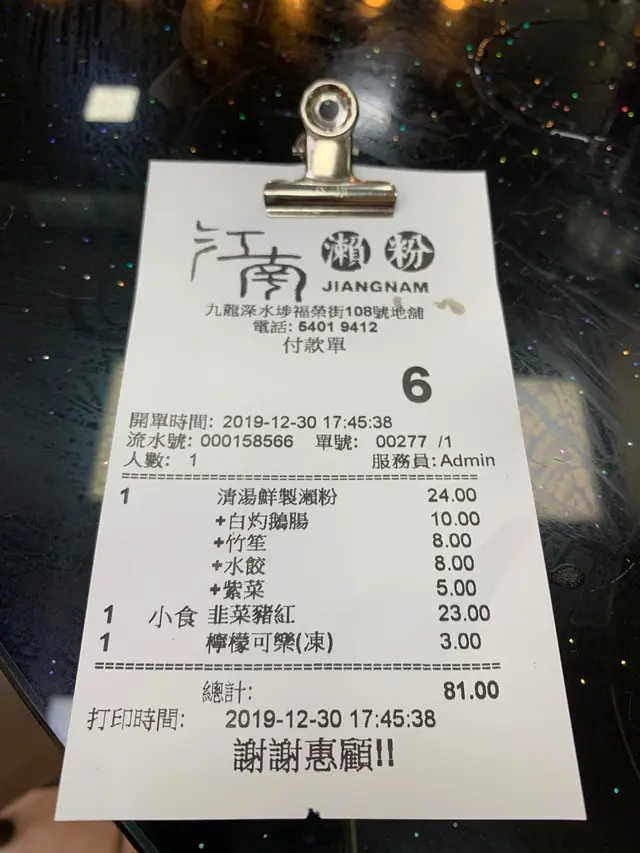 江南 瀨粉
JIANGNAM
九龍深水埗福榮街108號地舖
電話: 5401 9412
付款單
6
開單時間: 2019-12-30 17:45:38
流水號: 000158566 單號: 00277 /1
人數: 1 服務員: Admin
1 清湯鮮製瀨粉 24.00
+白灼鵝腸 10.00
+竹笙 8.00
+水餃 8.00
+紫菜 5.00
1 小食 韭菜豬紅 23.00
1 檸檬可樂(凍) 3.00
總計: 81.00
打印時間: 2019-12-30 17:45:38
謝謝惠顧!!